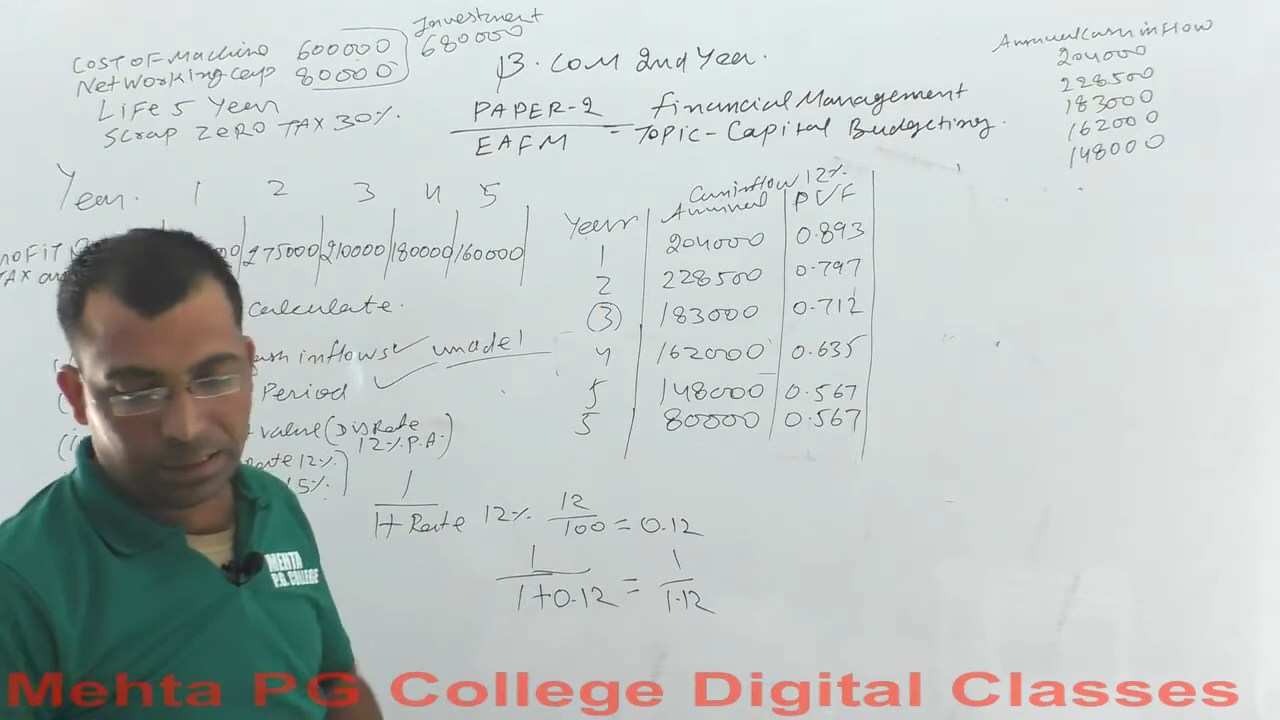 Investment
680000
Cost of Machine 600000
Net Working Cap 80000
Life 5 Year
Scrap Zero Tax 30%.
B.Com 2nd Year.
PAPER-2
EAFM
Financial Management
= Topic-Capital Budgeting.
Annual Cash inflow
204000
228500
183000
162000
148000
Year. 1 2 3 4 5
275000 210000 180000 160000
Calculate.
inflows unadel
Period
value (Dis Rate
12% P.A.)
Rate 12%
15%
Years Annual Cash inflow 12% PVF
1 204000 0.893
2 228500 0.797
3 183000 0.712
4 162000 0.635
5 148000 0.567
5 80000 0.567
1
1+ Rate 12% 12
100 = 0.12
1
1+0.12 = 1
1.12
MEHTA
P.G. COLLEGE
Mehta PG College Digital Classes